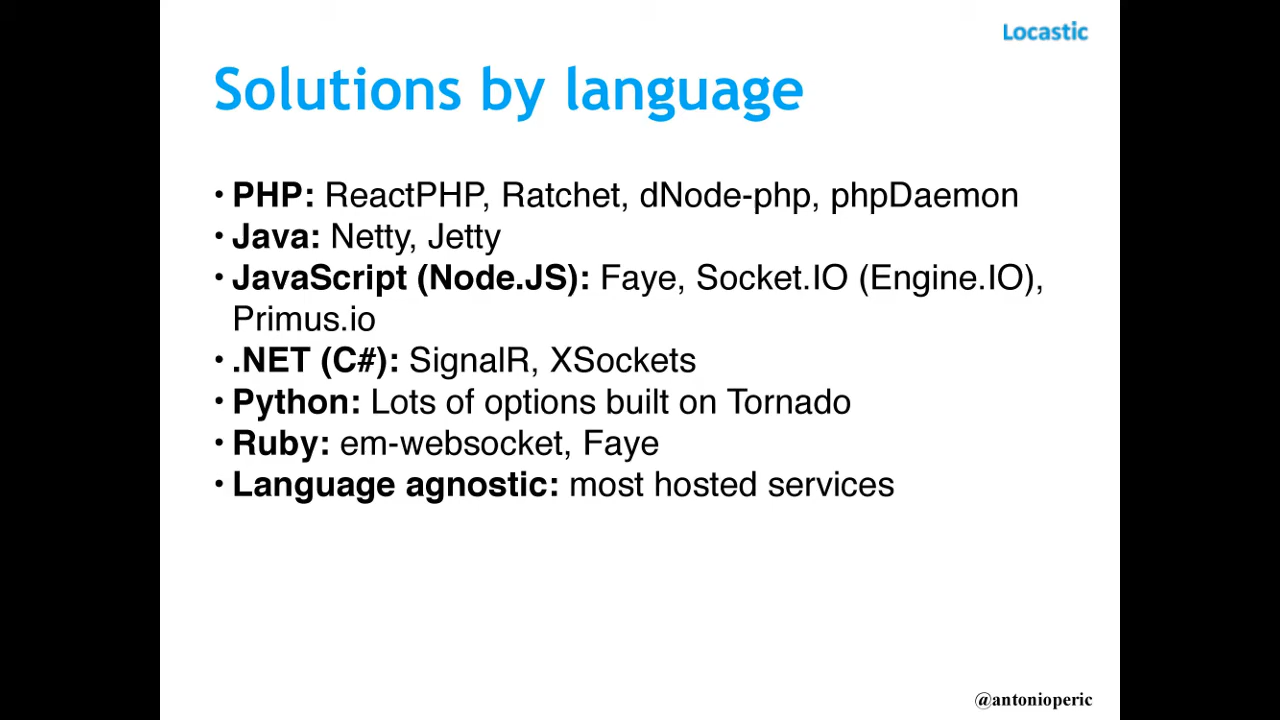 Locastic
Solutions by language
• PHP: ReactPHP, Ratchet, dNode-php, phpDaemon
• Java: Netty, Jetty
• JavaScript (Node.JS): Faye, Socket.IO (Engine.IO),
Primus.io
• .NET (C#): SignalR, XSockets
• Python: Lots of options built on Tornado
• Ruby: em-websocket, Faye
• Language agnostic: most hosted services
@antonioperic